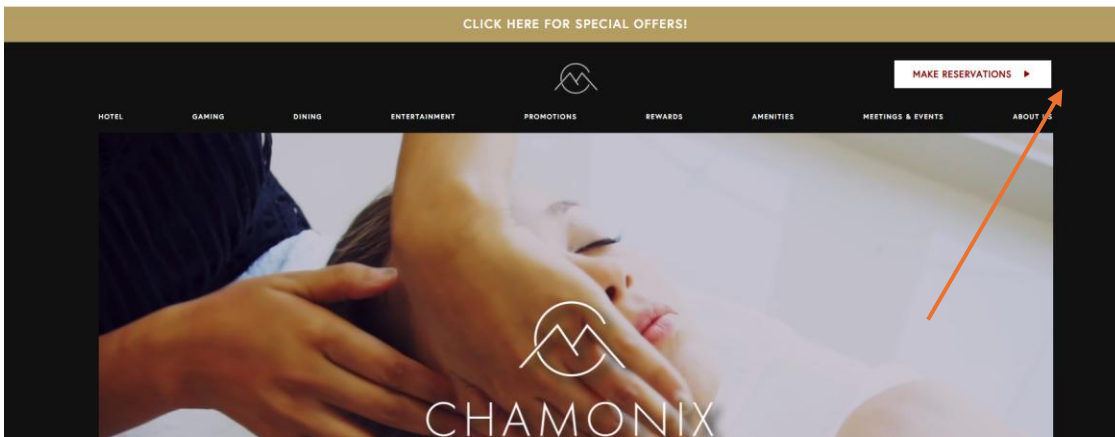 CLICK HERE FOR SPECIAL OFFERS!
MAKE RESERVATIONS
HOTEL GAMING DINING ENTERTAINMENT PROMOTIONS REWARDS AMENITIES MEETINGS & EVENTS ABOUT US
CHAMONIX